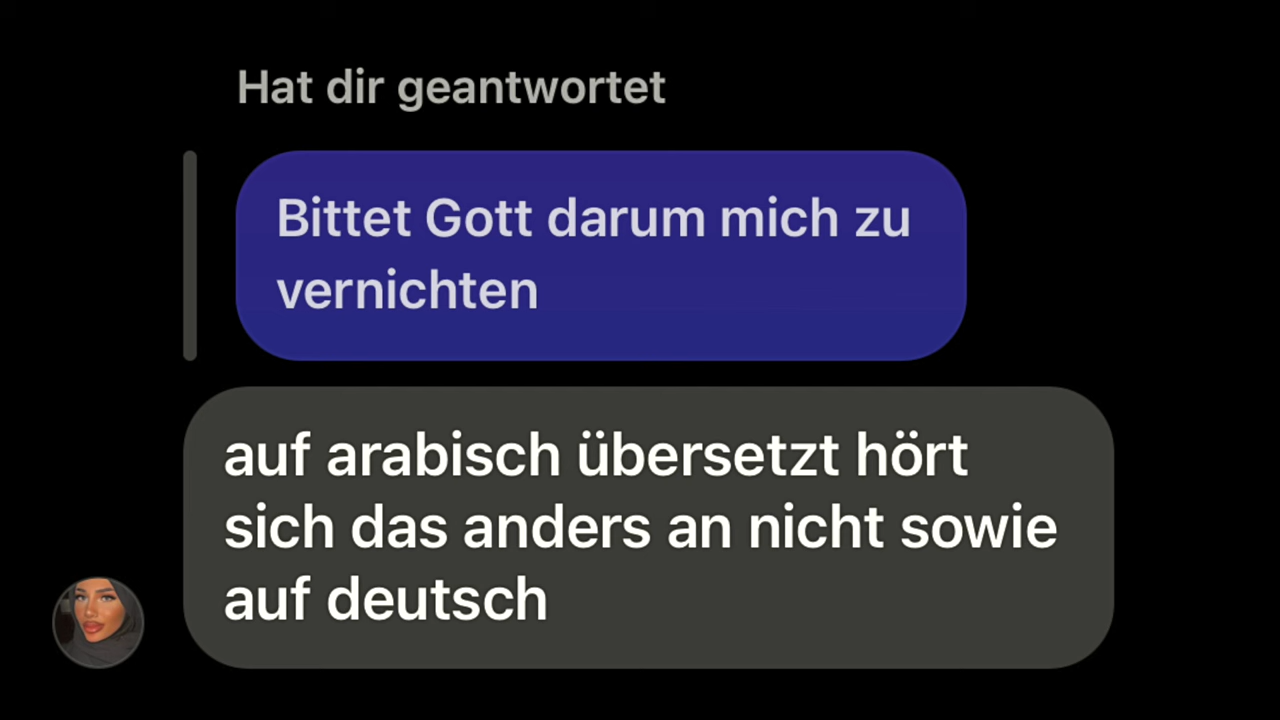 Hat dir geantwortet
Bittet Gott darum mich zu
vernichten
auf arabisch übersetzt hört
sich das anders an nicht sowie
auf deutsch